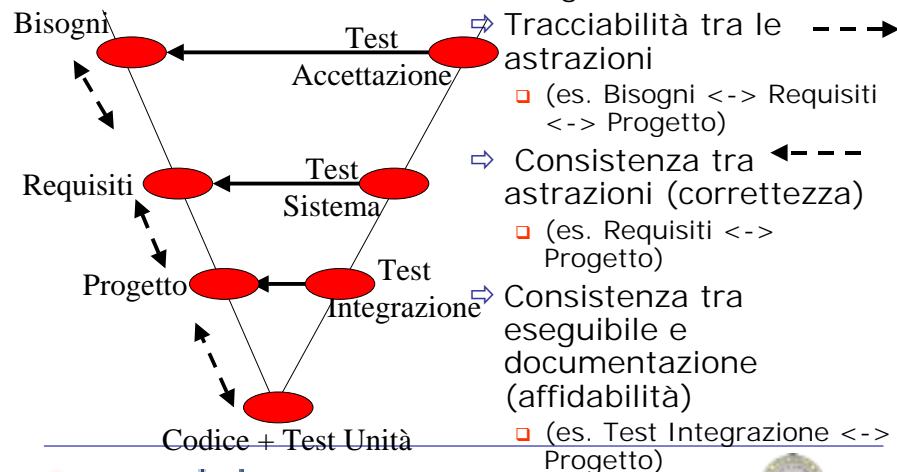 Bisogni
Test
Accettazione
Requisiti
Test
Sistema
Progetto
Test
Integrazione
Codice + Test Unità
Tracciabilità tra le
astrazioni
(es. Bisogni <-> Requisiti
<-> Progetto)
Consistenza tra
astrazioni (correttezza)
(es. Requisiti <->
Progetto)
Consistenza tra
eseguibile e
documentazione
(affidabilità)
(es. Test Integrazione <->
Progetto)